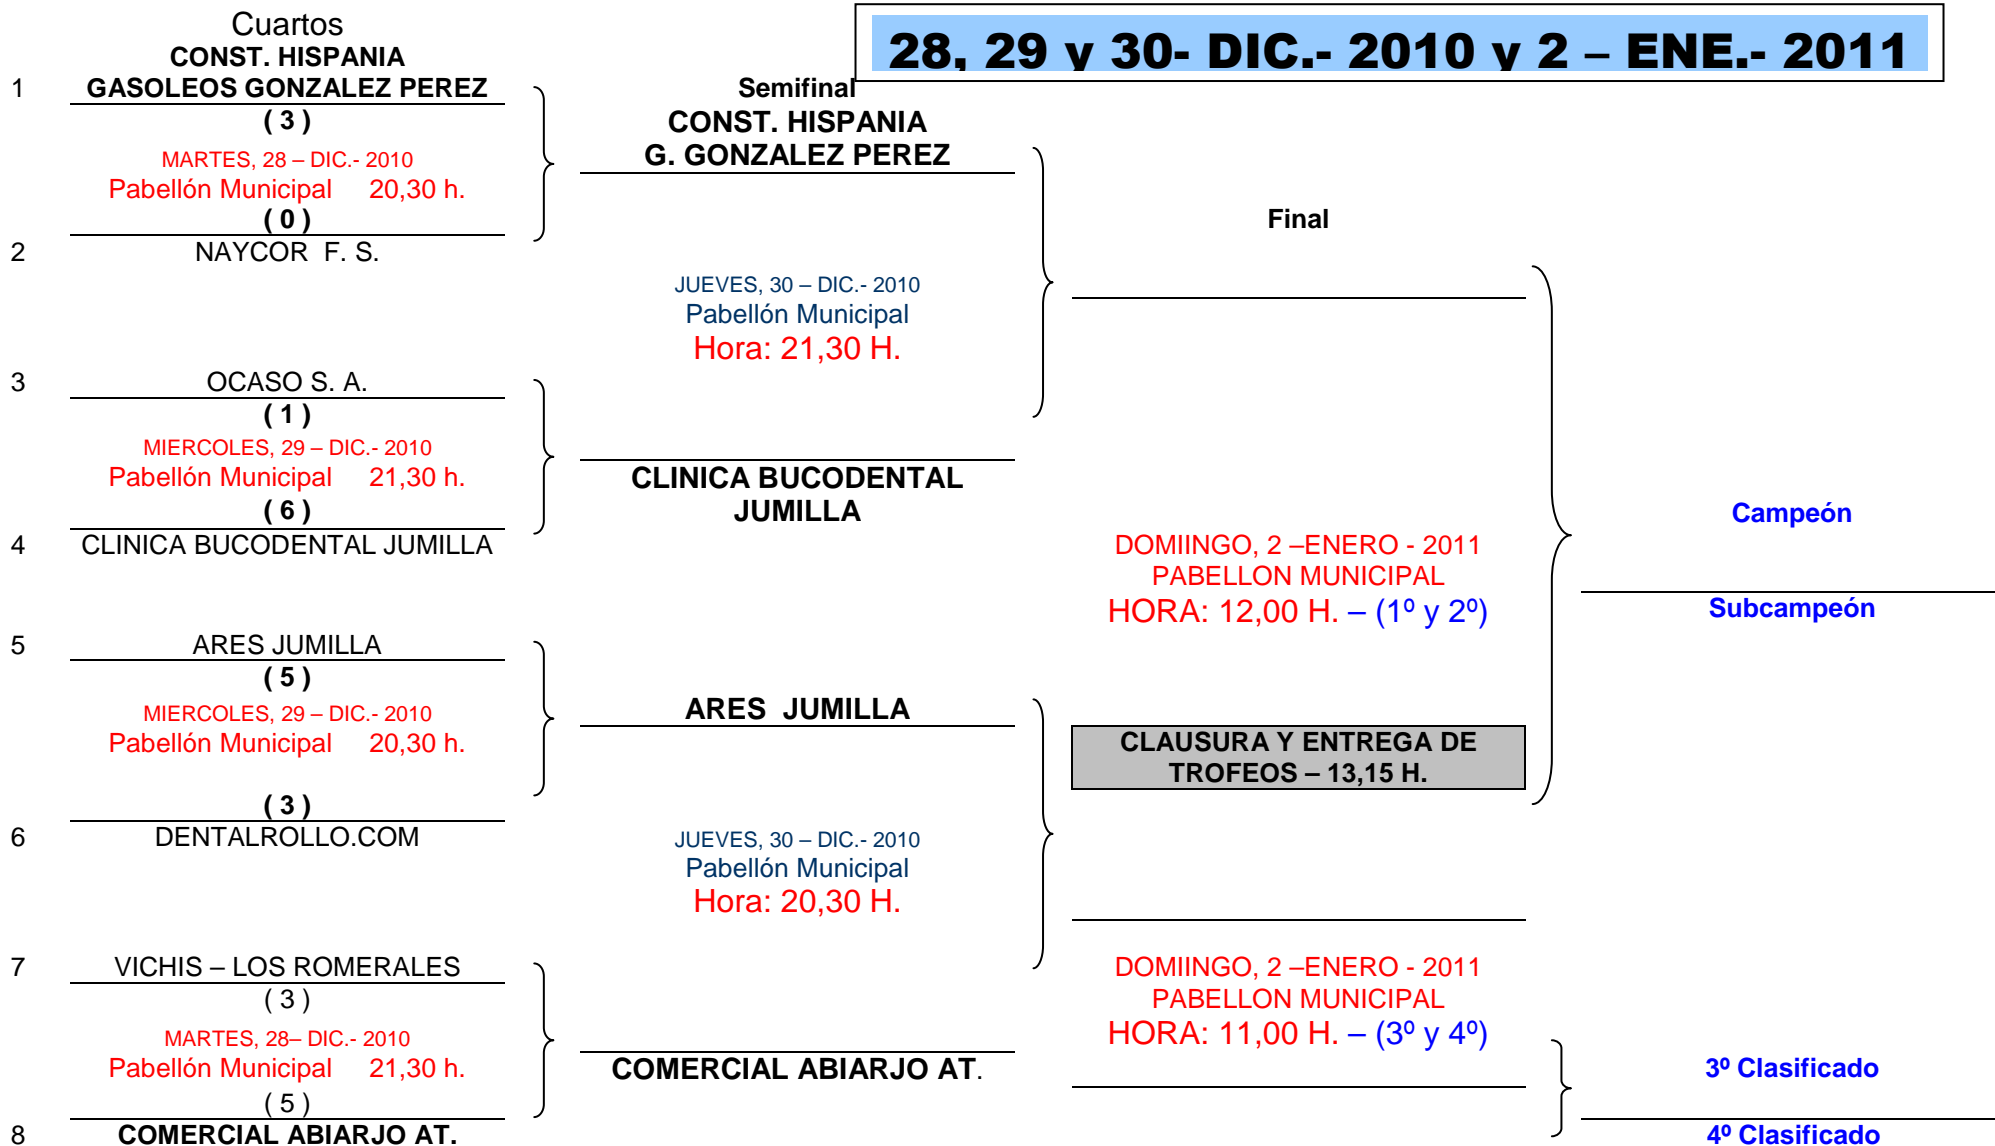 28, 29 y 30- DIC.- 2010 y 2 – ENE.- 2011
Cuartos
CONST. HISPANIA
1 GASOLEOS GONZALEZ PEREZ
( 3 )
MARTES, 28 – DIC.- 2010
Pabellón Municipal 20,30 h.
( 0 )
2 NAYCOR F. S.
3 OCASO S. A.
( 1 )
MIERCOLES, 29 – DIC.- 2010
Pabellón Municipal 21,30 h.
( 6 )
4 CLINICA BUCODENTAL JUMILLA
5 ARES JUMILLA
( 5 )
MIERCOLES, 29 – DIC.- 2010
Pabellón Municipal 20,30 h.
( 3 )
6 DENTALROLLO.COM
7 VICHIS – LOS ROMERALES
( 3 )
MARTES, 28– DIC.- 2010
Pabellón Municipal 21,30 h.
( 5 )
8 COMERCIAL ABIARJO AT.
Semifinal
CONST. HISPANIA
G. GONZALEZ PEREZ
JUEVES, 30 – DIC.- 2010
Pabellón Municipal
Hora: 21,30 H.
CLINICA BUCODENTAL
JUMILLA
ARES JUMILLA
JUEVES, 30 – DIC.- 2010
Pabellón Municipal
Hora: 20,30 H.
COMERCIAL ABIARJO AT.
Final
DOMIINGO, 2 –ENERO - 2011
PABELLON MUNICIPAL
HORA: 12,00 H. – (1º y 2º)
CLAUSURA Y ENTREGA DE
TROFEOS – 13,15 H.
DOMIINGO, 2 –ENERO - 2011
PABELLON MUNICIPAL
HORA: 11,00 H. – (3º y 4º)
Campeón
Subcampeón
3º Clasificado
4º Clasificado